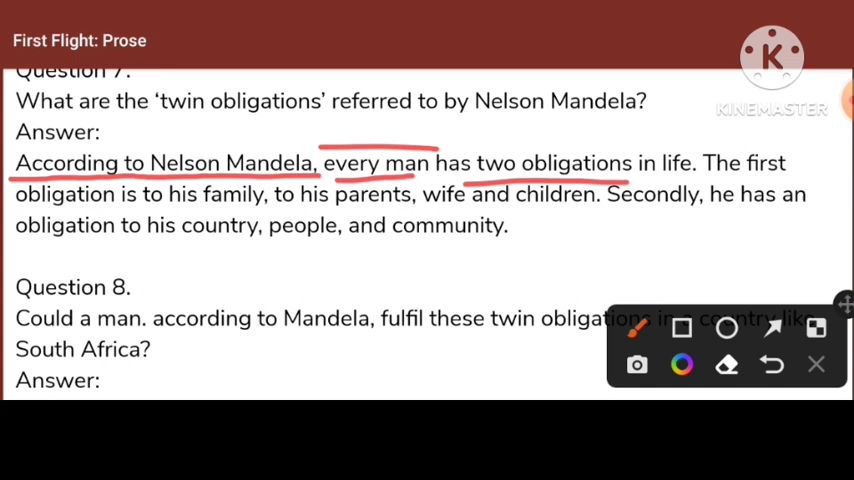 First Flight: Prose
K
KINEMASTER
Question 7.
What are the ‘twin obligations’ referred to by Nelson Mandela?
Answer:
According to Nelson Mandela, every man has two obligations in life. The first
obligation is to his family, to his parents, wife and children. Secondly, he has an
obligation to his country, people, and community.
Question 8.
Could a man. according to Mandela, fulfil these twin obligations in a country like
South Africa?
Answer: